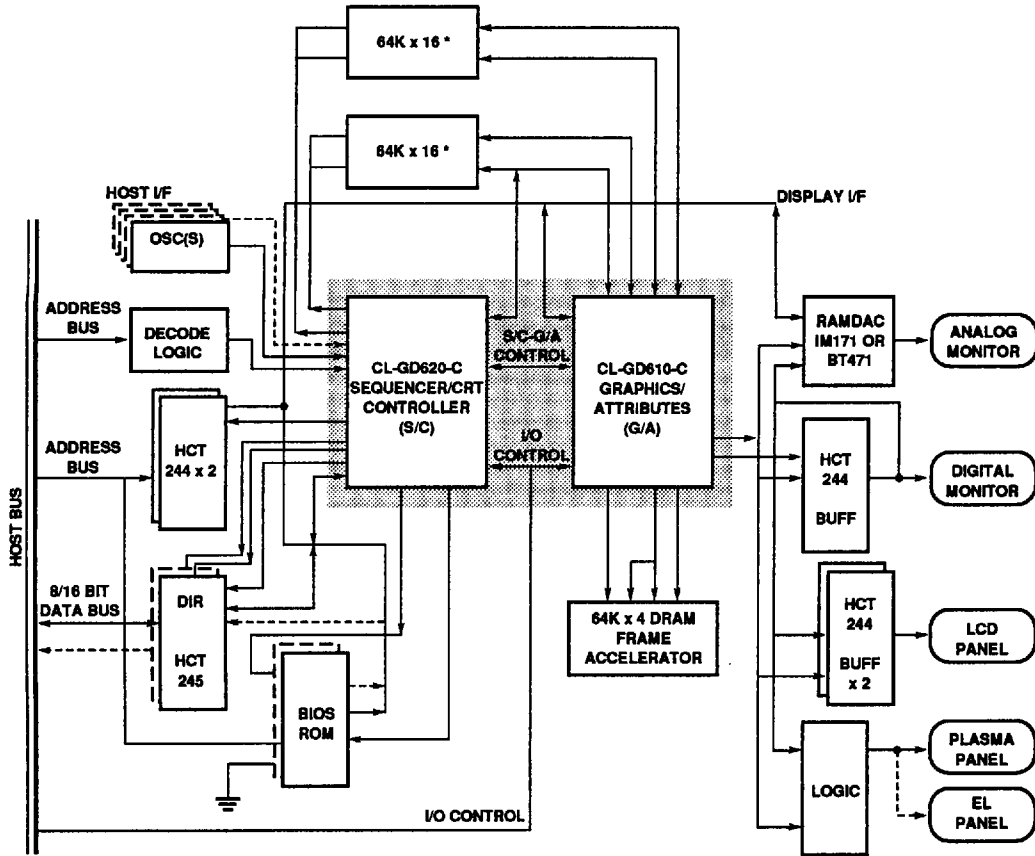 64K x 16 *
64K x 16 *
HOST I/F
DISPLAY I/F
OSC(S)
ADDRESS
BUS
DECODE
LOGIC
CL-GD620-C
SEQUENCER/CRT
CONTROLLER
(S/C)
S/C-G/A
CONTROL
CL-GD610-C
GRAPHICS/
ATTRIBUTES
(G/A)
RAMDAC
IM171 OR
BT471
ANALOG
MONITOR
ADDRESS
BUS
HCT
244 x 2
I/O
CONTROL
HCT
244
BUFF
DIGITAL
MONITOR
HOST BUS
8/16 BIT
DATA BUS
DIR
HCT
245
64K x 4 DRAM
FRAME
ACCELERATOR
HCT
244
BUFF
x 2
LCD
PANEL
BIOS
ROM
LOGIC
PLASMA
PANEL
EL
PANEL
I/O CONTROL